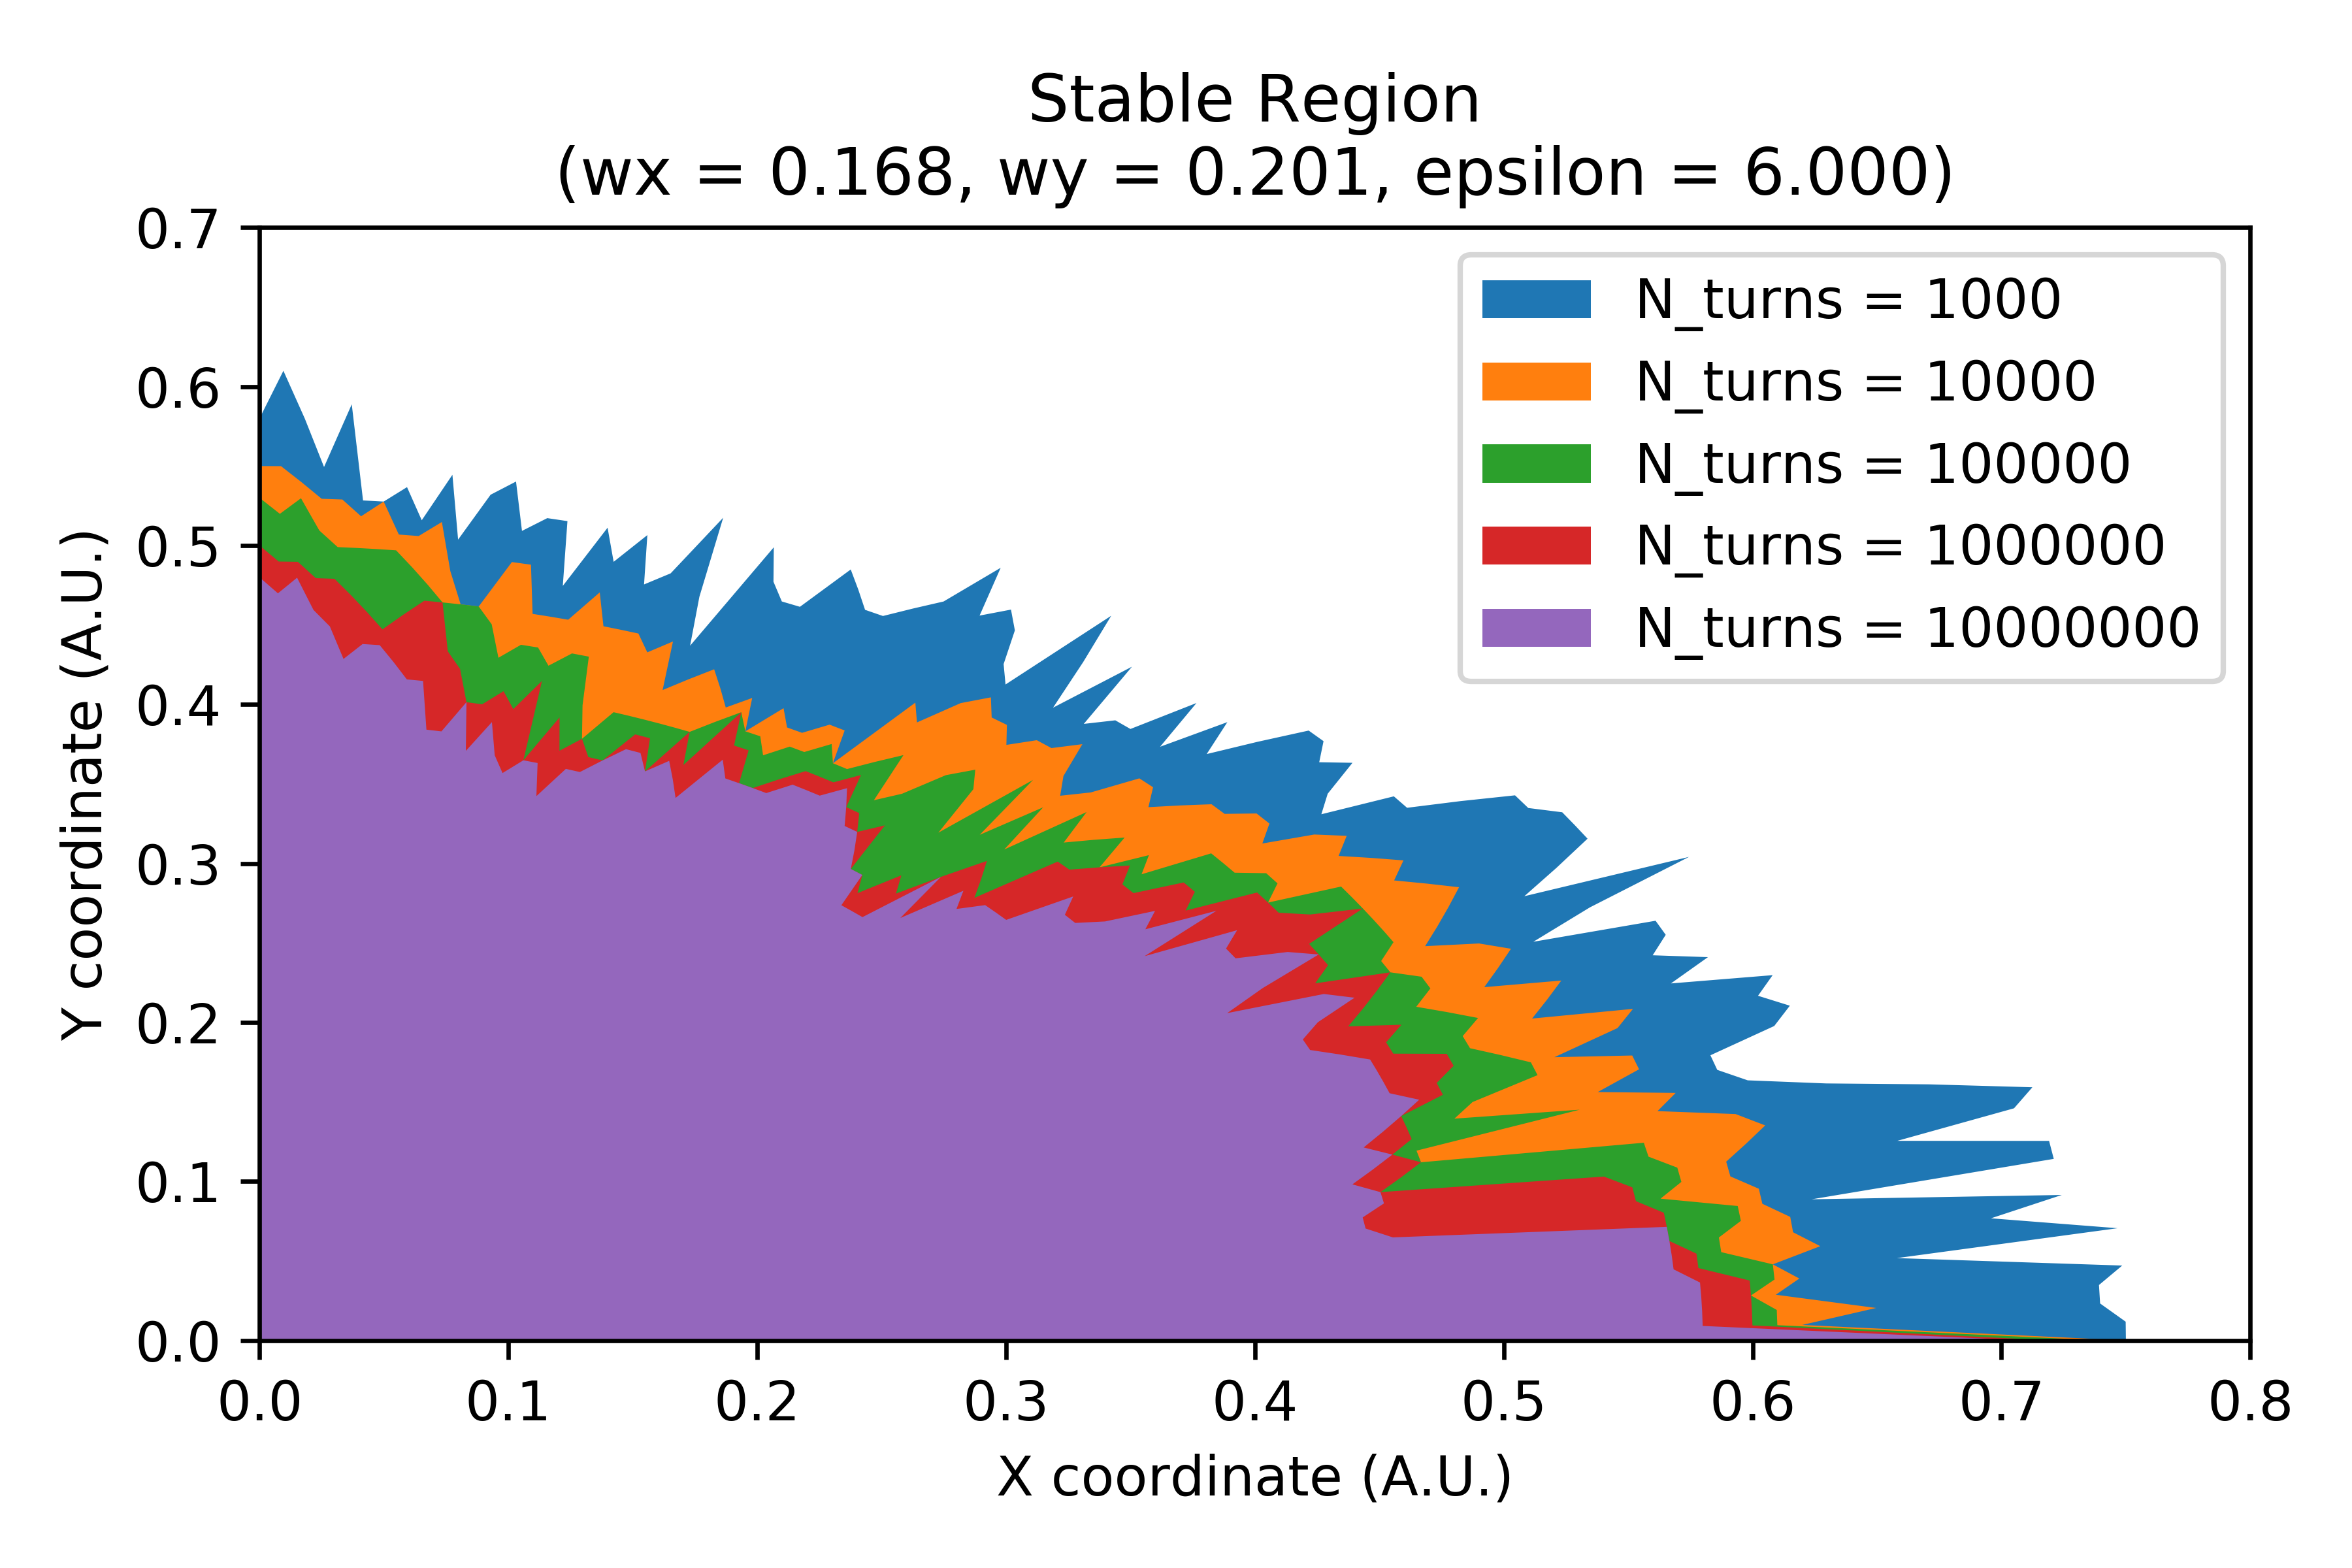 Stable Region
(wx = 0.168, wy = 0.201, epsilon = 6.000)
0.7
0.6
0.5
0.4
0.3
0.2
0.1
0.0
Y coordinate (A.U.)
N_turns = 1000
N_turns = 10000
N_turns = 100000
N_turns = 1000000
N_turns = 10000000
0.0 0.1 0.2 0.3 0.4 0.5 0.6 0.7 0.8
X coordinate (A.U.)